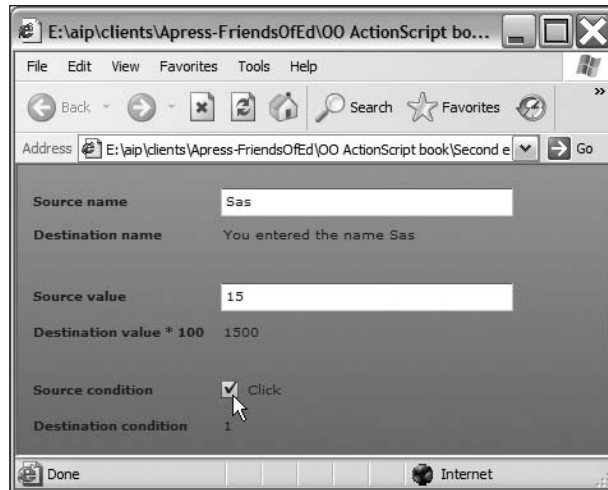 E:\aip\clients\Apress-FriendsOfEd\OO ActionScript bo...
File Edit View Favorites Tools Help
Back Search Favorites »
Address E:\aip\clients\Apress-FriendsOfEd\OO ActionScript book\Second e Go
Source name Sas
Destination name You entered the name Sas
Source value 15
Destination value * 100 1500
Source condition Click
Destination condition 1
Done Internet